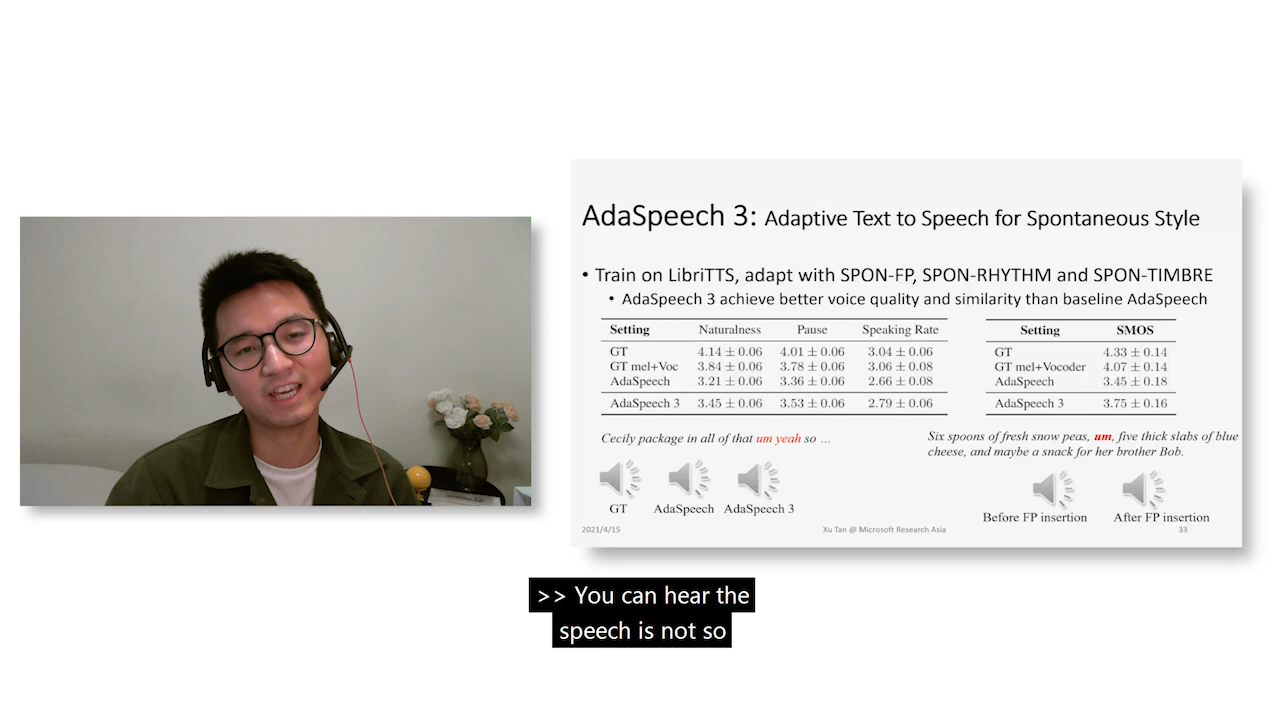 AdaSpeech 3: Adaptive Text to Speech for Spontaneous Style
• Train on LibriTTS, adapt with SPON-FP, SPON-RHYTHM and SPON-TIMBRE
• AdaSpeech 3 achieve better voice quality and similarity than baseline AdaSpeech
Setting Naturalness Pause Speaking Rate
GT 4.14 ± 0.06 4.01 ± 0.06 3.04 ± 0.06
GT mel+Voc 3.84 ± 0.06 3.78 ± 0.06 3.06 ± 0.08
AdaSpeech 3.21 ± 0.06 3.36 ± 0.06 2.66 ± 0.08
AdaSpeech 3 3.45 ± 0.06 3.53 ± 0.06 2.79 ± 0.06
Setting SMOS
GT 4.33 ± 0.14
GT mel+Vocoder 4.07 ± 0.14
AdaSpeech 3.45 ± 0.18
AdaSpeech 3 3.75 ± 0.16
Cecily package in all of that um yeah so ...
GT AdaSpeech AdaSpeech 3
Six spoons of fresh snow peas, um, five thick slabs of blue
cheese, and maybe a snack for her brother Bob.
Before FP insertion After FP insertion
2021/4/15 Xu Tan @ Microsoft Research Asia 33
>> You can hear the
speech is not so